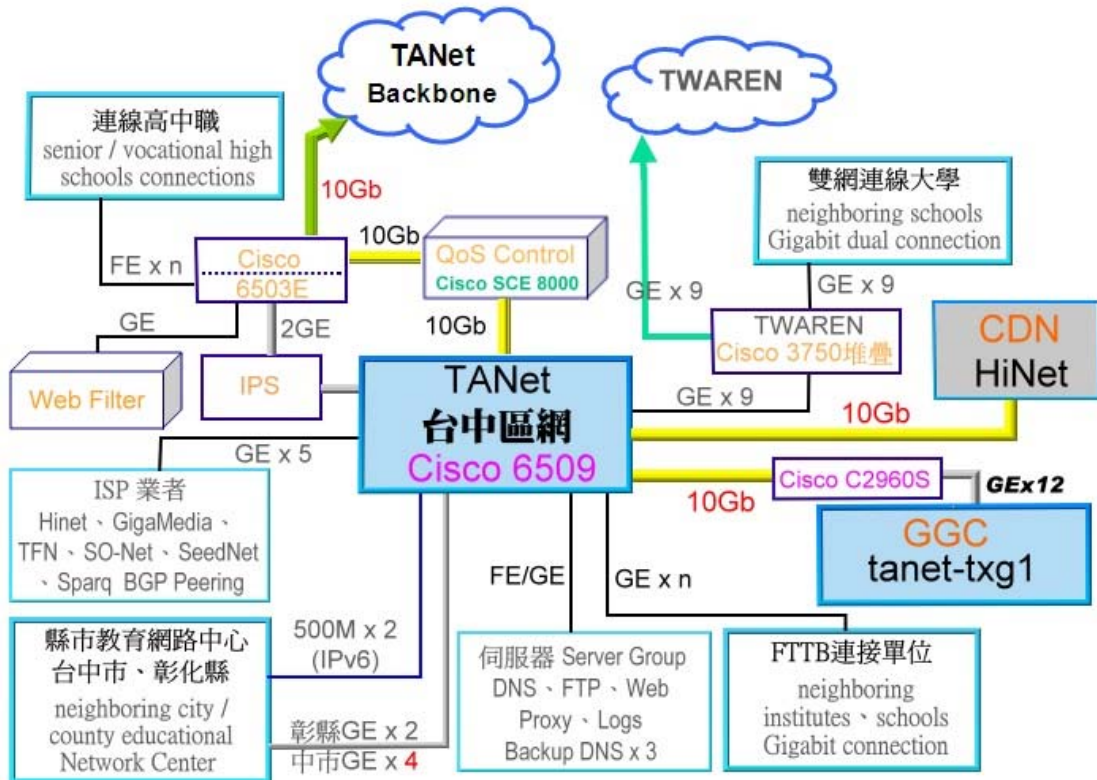 TANet
Backbone
TWAREN
連線高中職
senior / vocational high
schools connections
雙網連線大學
neighboring schools
Gigabit dual connection
10Gb
10Gb
FE x n
Cisco
6503E
QoS Control
Cisco SCE 8000
GE x 9
GE x 9
GE
2GE
10Gb
TWAREN
Cisco 3750堆疊
CDN
HiNet
Web Filter
IPS
TANet
台中區網
Cisco 6509
GE x 9
10Gb
GE x 5
10Gb
Cisco C2960S
GEx12
GGC
tanet-txg1
ISP 業者
Hinet、GigaMedia、
TFN、SO-Net、SeedNet
、Sparq BGP Peering
FE/GE
GE x n
縣市教育網路中心
台中市、彰化縣
neighboring city /
county educational
Network Center
500M x 2
(IPv6)
彰縣GE x 2
中市GE x 4
伺服器 Server Group
DNS、FTP、Web
Proxy、Logs
Backup DNS x 3
FTTB連接單位
neighboring
institutes、schools
Gigabit connection